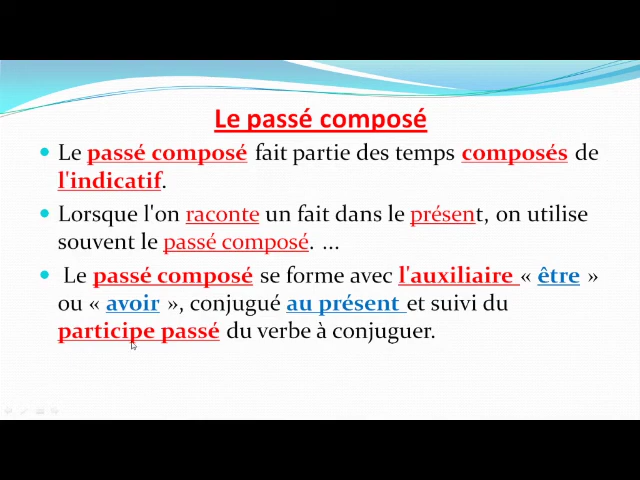 Le passé composé
Le passé composé fait partie des temps composés de
l'indicatif.
Lorsque l'on raconte un fait dans le présent, on utilise
souvent le passé composé. ...
Le passé composé se forme avec l'auxiliaire « être »
ou « avoir », conjugué au présent et suivi du
participe passé du verbe à conjuguer.